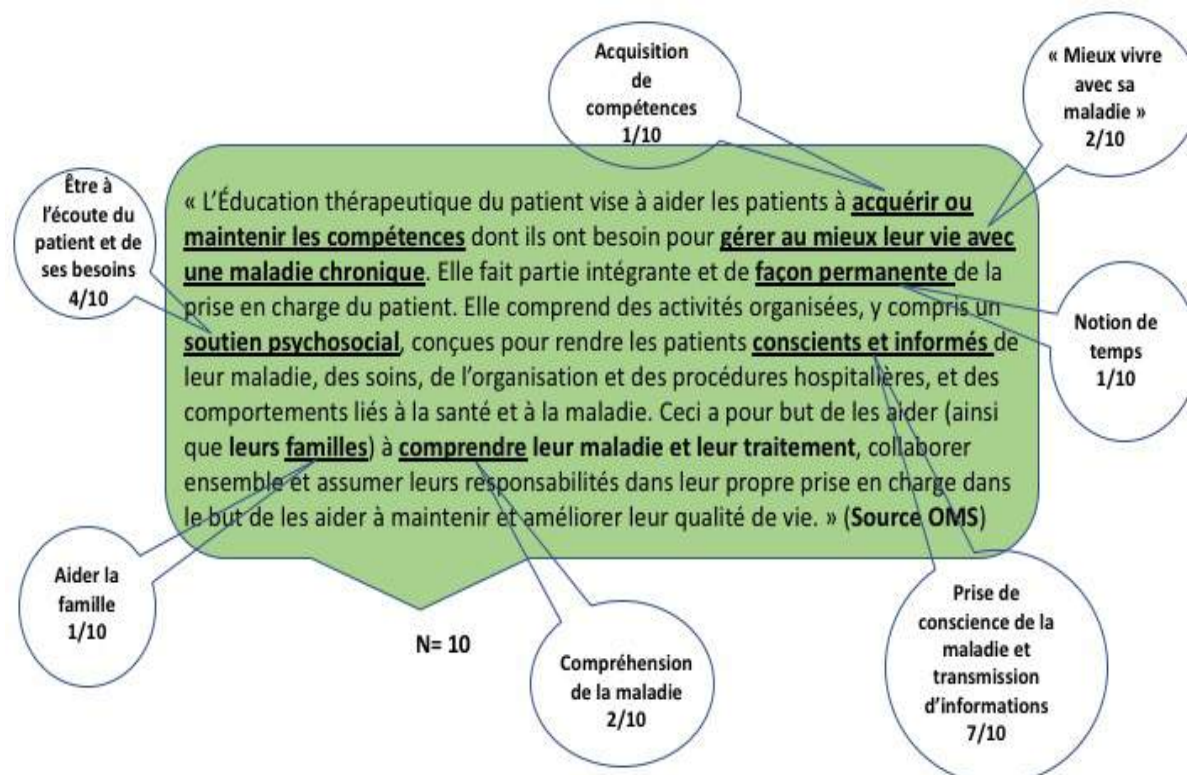 Acquisition
de
compétences
1/10
« Mieux vivre
avec sa
maladie »
2/10
Être à
l’écoute du
patient et de
ses besoins
4/10
« L’Éducation thérapeutique du patient vise à aider les patients à acquérir ou
maintenir les compétences dont ils ont besoin pour gérer au mieux leur vie avec
une maladie chronique. Elle fait partie intégrante et de façon permanente de la
prise en charge du patient. Elle comprend des activités organisées, y compris un
soutien psychosocial, conçues pour rendre les patients conscients et informés de
leur maladie, des soins, de l’organisation et des procédures hospitalières, et des
comportements liés à la santé et à la maladie. Ceci a pour but de les aider (ainsi
que leurs familles) à comprendre leur maladie et leur traitement, collaborer
ensemble et assumer leurs responsabilités dans leur propre prise en charge dans
le but de les aider à maintenir et améliorer leur qualité de vie. » (Source OMS)
Notion de
temps
1/10
Aider la
famille
1/10
N= 10
Compréhension
de la maladie
2/10
Prise de
conscience de la
maladie et
transmission
d’informations
7/10